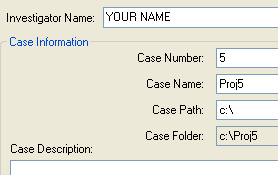 Investigator Name: YOUR NAME
Case Information
Case Number: 5
Case Name: Proj5
Case Path: c:\
Case Folder: c:\Proj5
Case Description: